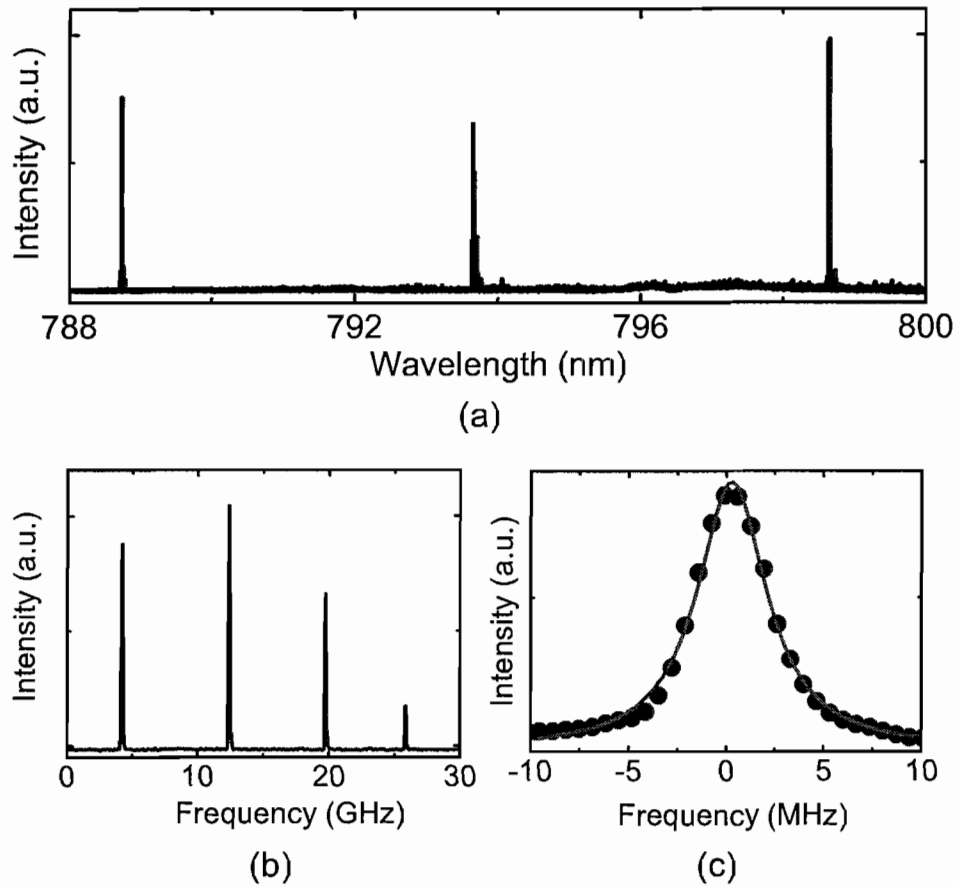 Intensity (a.u.)
788 792 796 800
Wavelength (nm)
(a)
Intensity (a.u.)
0 10 20 30
Frequency (GHz)
(b)
Intensity (a.u.)
-10 -5 0 5 10
Frequency (MHz)
(c)